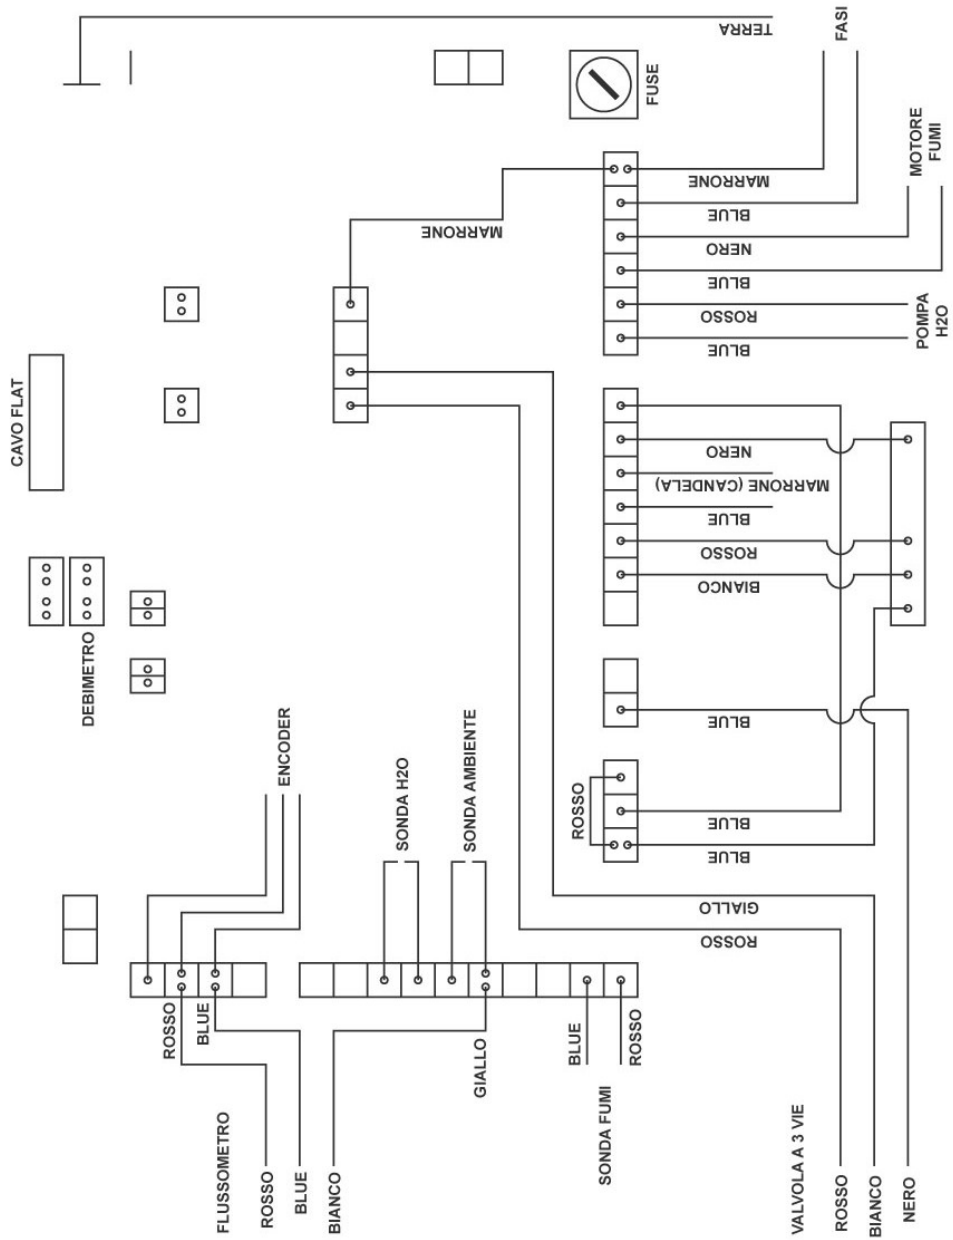 TERRA
FASI
FUSE
MOTORE
FUMI
MARRONE
BLUE
MARRONE
NERO
BLUE
ROSSO
BLUE
POMPA
H2O
CAVO FLAT
NERO
MARRONE (CANDELA)
BLUE
ROSSO
BIANCO
DEBIMETRO
ENCODER
SONDA H2O
SONDA AMBIENTE
BLUE
ROSSO
BLUE
BLUE
GIALLO
ROSSO
ROSSO
BLUE
GIALLO
BLUE
ROSSO
SONDA FUMI
FLUSSOMETRO
ROSSO
BLUE
BIANCO
VALVOLA A 3 VIE
ROSSO
BIANCO
NERO